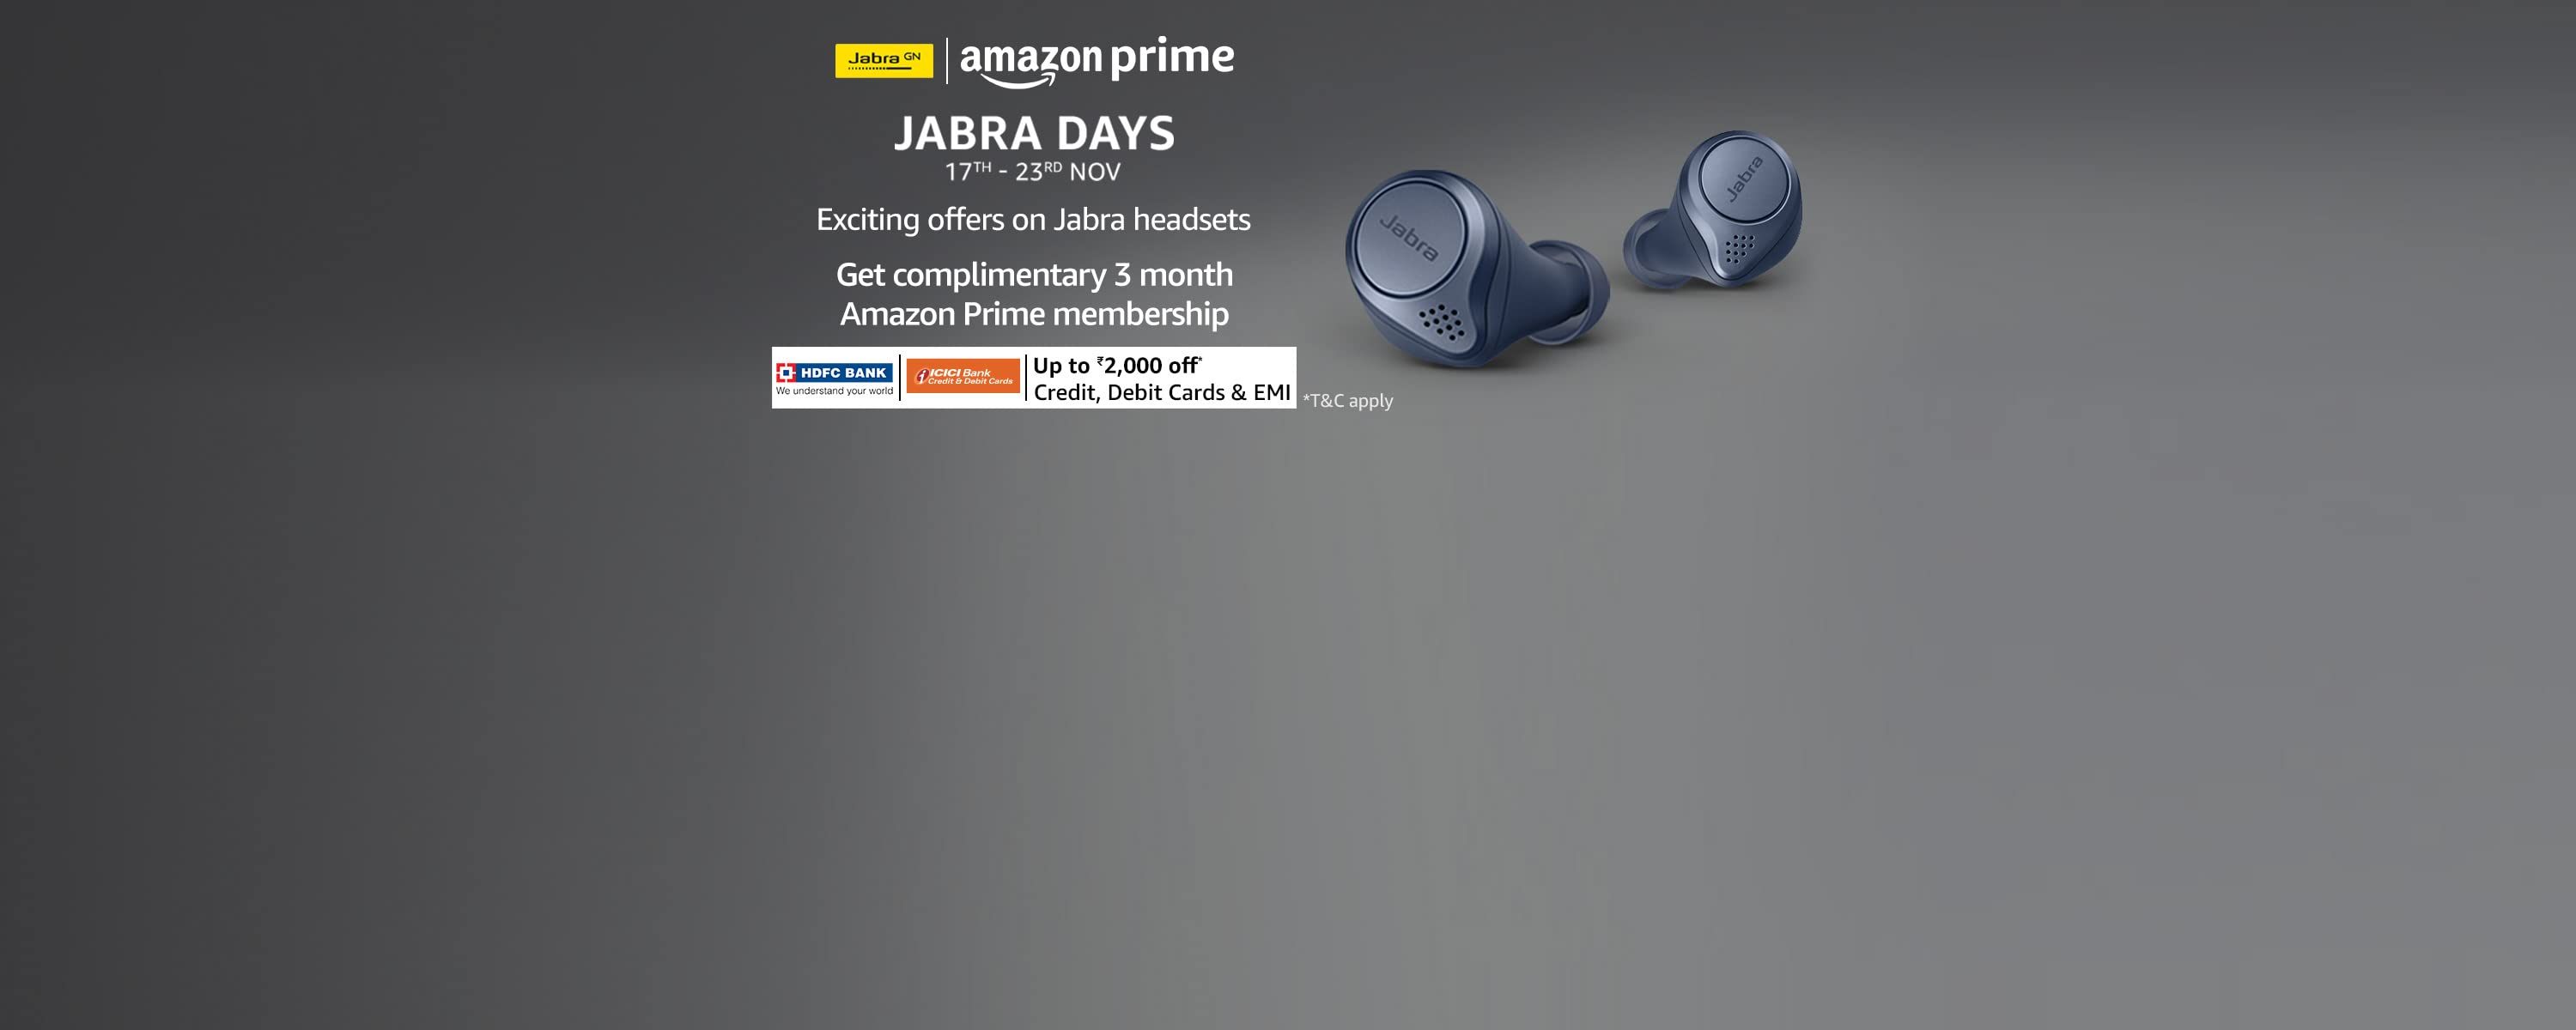 Jabra GN
amazon prime
JABRA DAYS
17TH - 23RD NOV
Exciting offers on Jabra headsets
Get complimentary 3 month
Amazon Prime membership
HDFC BANK
We understand your world
ICICI Bank
Credit & Debit Cards
Up to ₹2,000 off*
Credit, Debit Cards & EMI
*T&C apply
Jabra
Jabra